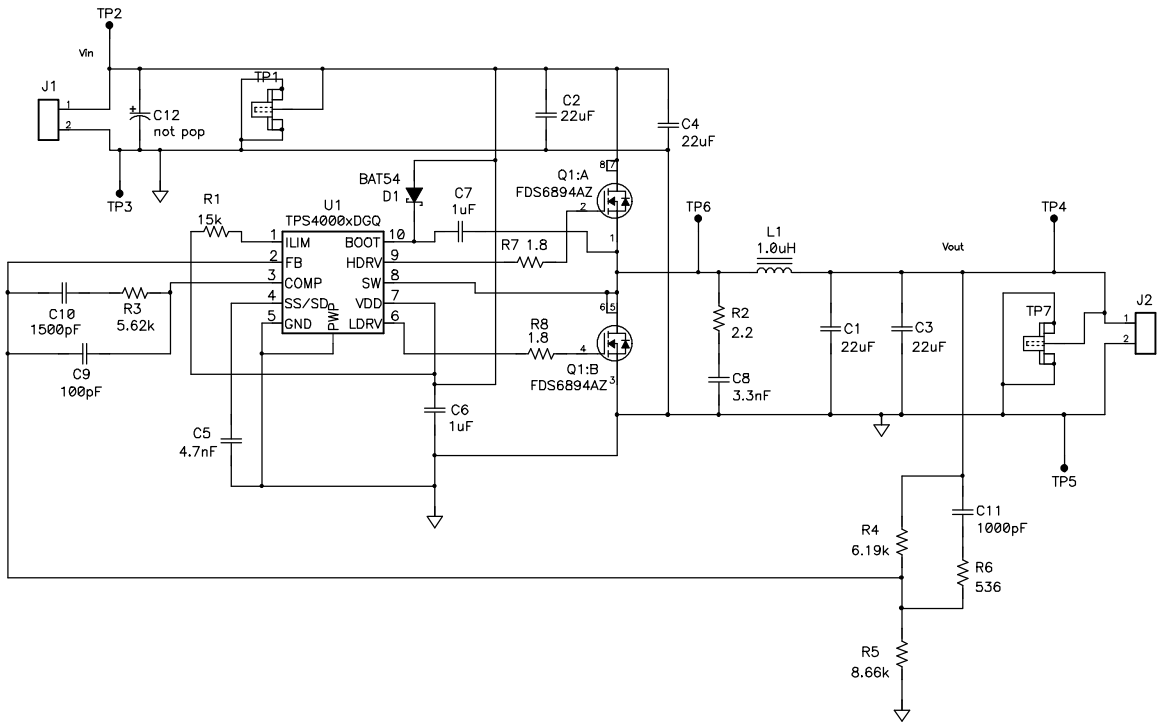 TP2
Vin
J1
1
2
+
C12
not pop
TP1
TP3
C2
22uF
C4
22uF
BAT54
D1
C7
1uF
Q1:A
FDS6894AZ
8
7
2
1
R1
15k
U1
TPS4000xDGQ
1 ILIM
2 FB
3 COMP
4 SS/SD
5 GND
PWP
BOOT 10
HDRV 9
SW 8
VDD 7
LDRV 6
R7 1.8
R8
1.8
6
5
4
3
Q1:B
FDS6894AZ
C10
1500pF
R3
5.62k
C9
100pF
C5
4.7nF
C6
1uF
TP6
L1
1.0uH
R2
2.2
C8
3.3nF
C1
22uF
C3
22uF
Vout
TP4
TP7
J2
1
2
TP5
C11
1000pF
R4
6.19k
R6
536
R5
8.66k